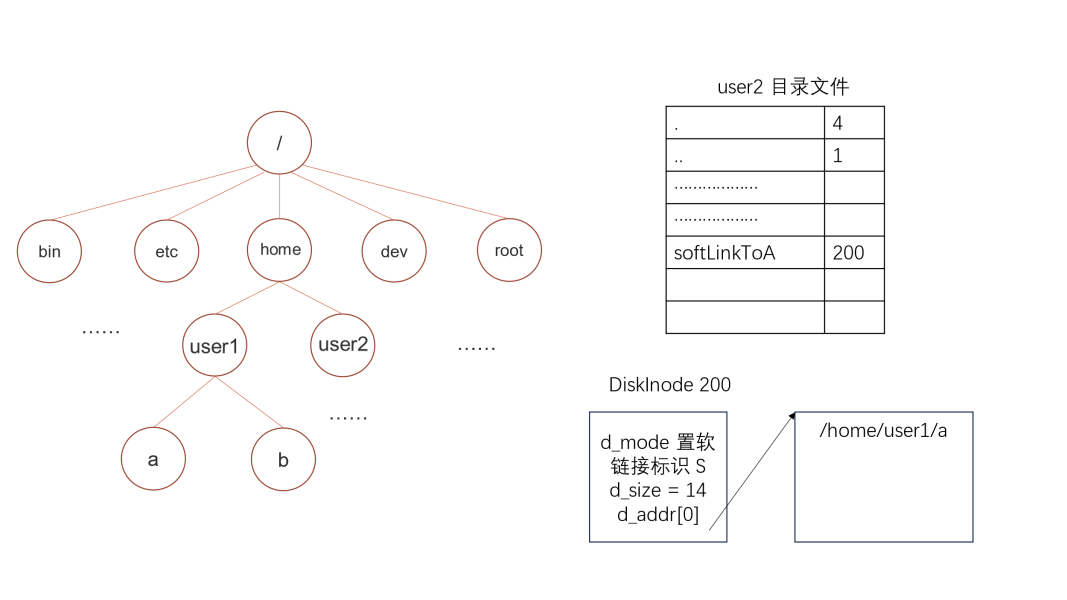 /
bin
etc
home
dev
root
……
user1
user2
……
……
a
b
user2 目录文件
. 4
.. 1
………………
………………
softLinkToA 200
DiskInode 200
d_mode 置软
链接标识 S
d_size = 14
d_addr[0]
/home/user1/a